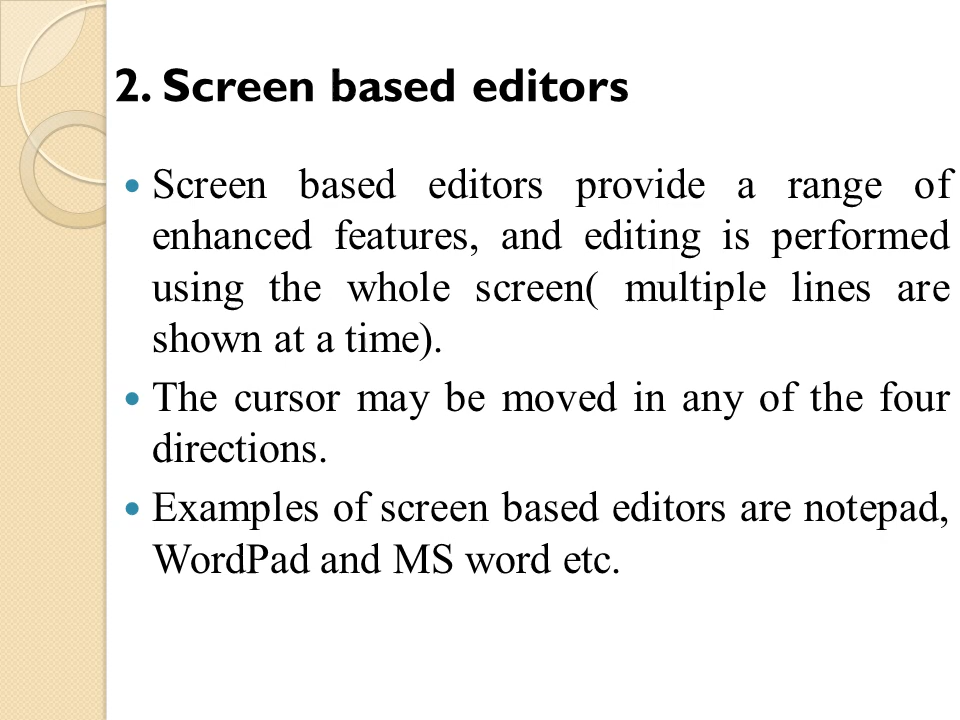 2. Screen based editors
• Screen based editors provide a range of
enhanced features, and editing is performed
using the whole screen( multiple lines are
shown at a time).
• The cursor may be moved in any of the four
directions.
• Examples of screen based editors are notepad,
WordPad and MS word etc.